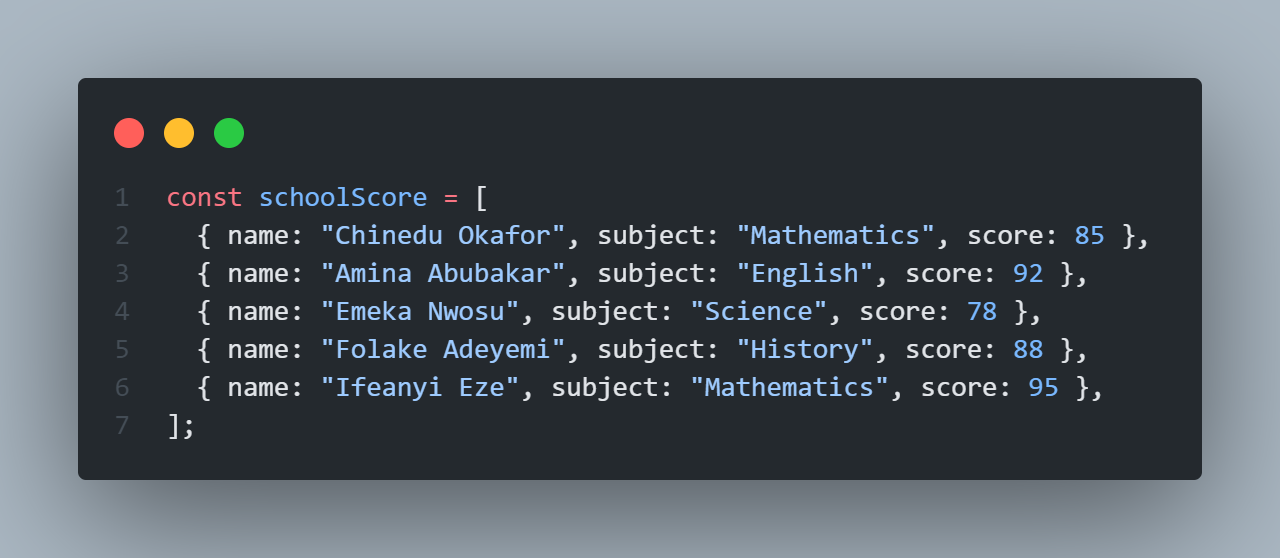 1 const schoolScore = [
2 { name: "Chinedu Okafor", subject: "Mathematics", score: 85 },
3 { name: "Amina Abubakar", subject: "English", score: 92 },
4 { name: "Emeka Nwosu", subject: "Science", score: 78 },
5 { name: "Folake Adeyemi", subject: "History", score: 88 },
6 { name: "Ifeanyi Eze", subject: "Mathematics", score: 95 },
7 ];